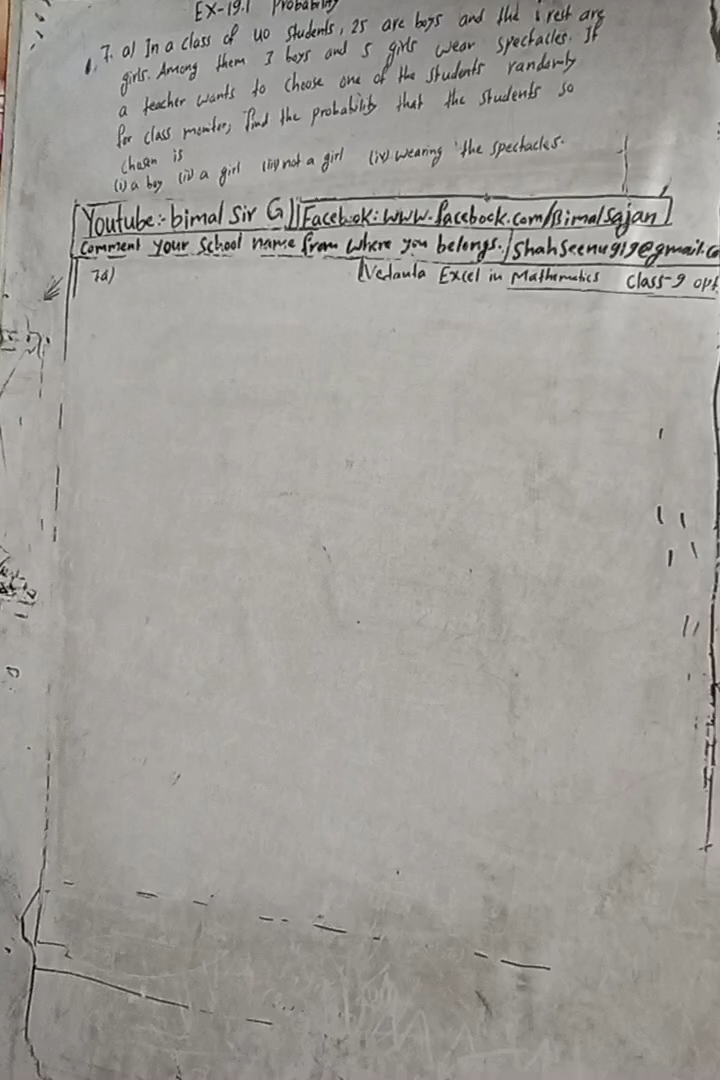 EX-19.1 Probability
7. a) In a class of 40 students, 25 are boys and the rest are
girls. Among them 3 boys and 5 girls wear spectacles. If
a teacher wants to choose one of the students randomly
for class monitor, find the probability that the students so
chosen is
(i) a boy (ii) a girl (iii) not a girl (iv) wearing the spectacles.
Youtube:- bimal Sir G || Facebook: www.facebook.com/Bimalsajan
Comment your School name from where you belongs. / Shahseenu919@gmail.co
7a) Vedanta Excel in Mathematics Class-9 opt